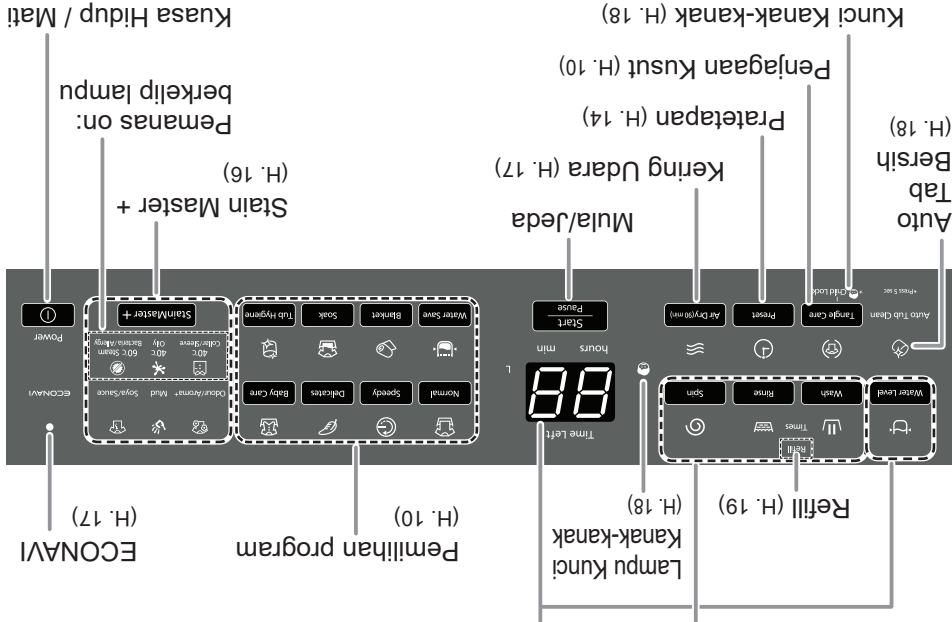 Kunci Kanak-kanak (H. 18)
Kuasa Hidup / Mati
Penjagaan Kusut (H. 10)
Pemanas on:
berkelip lampu
Pratetapan (H. 14)
Auto
Tab
Bersih
(H. 18)
Kering Udara (H. 17)
Stain Master +
(H. 16)
Mula/Jeda
*Press 5 sec
*Child Lock
Auto Tub Clean
Tangle Care
Preset
Air Dry (90 min)
Start
Pause
Water Save
Blanket
Soak
Tub Hygiene
StainMaster +
Power
Collar/Sleeve
40℃
Oily
40℃
Bacteria/Allergy
60℃ Steam
hours
min
L
88
Time Left
Water Level
Wash
Rinse
Spin
Times
Refill
Normal
Speedy
Delicates
Baby Care
Odour/Aroma+
Mud
Soya/Sauce
ECONAVI
Refill (H. 19)
Lampu Kunci
Kanak-kanak
(H. 18)
Pemilihan program
(H. 10)
ECONAVI
(H. 17)